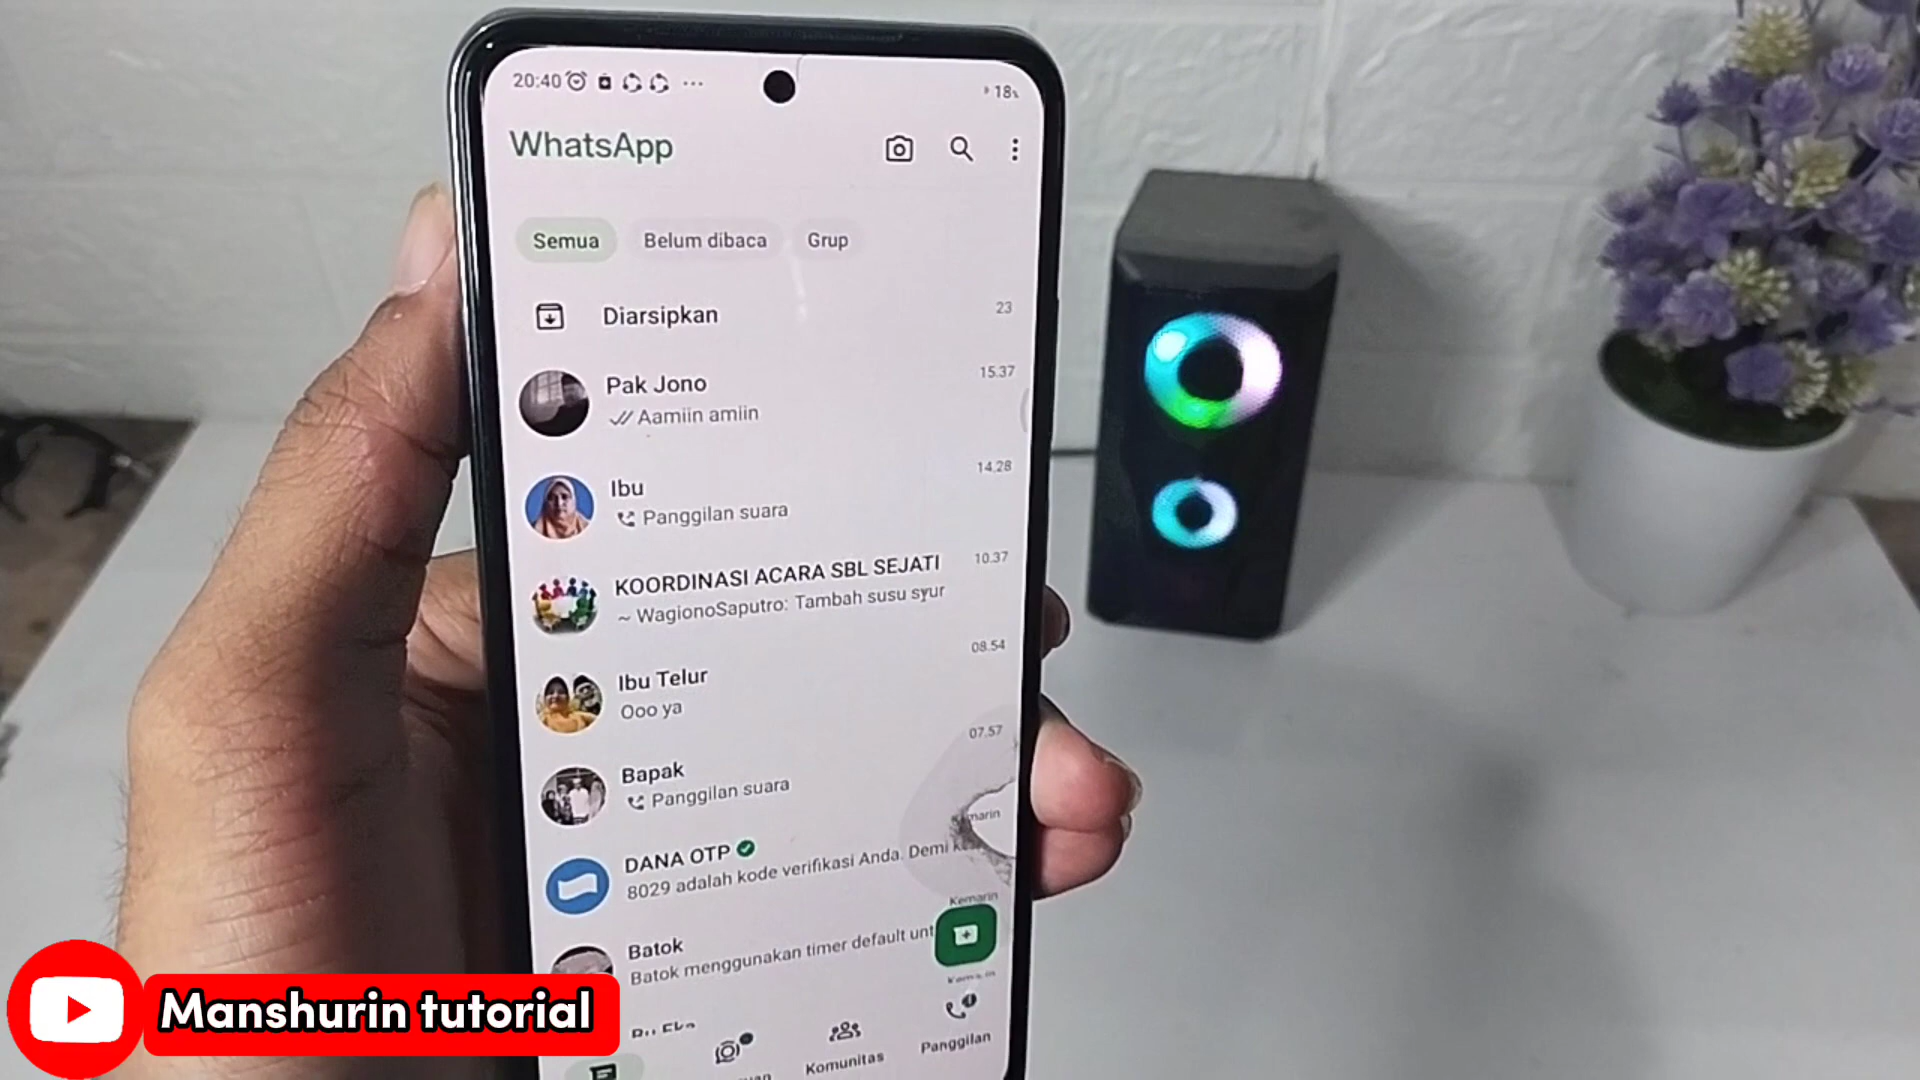 20:40 ... 18%
WhatsApp
Semua Belum dibaca Grup
Diarsipkan 23
Pak Jono 15.37
Aamiin amiin
Ibu 14.28
Panggilan suara
KOORDINASI ACARA SBL SEJATI 10.37
~ WagionoSaputro: Tambah susu syur
Ibu Telur 08.54
Ooo ya
Bapak 07.57
Panggilan suara
DANA OTP
8029 adalah kode verifikasi Anda. Demi
Batok Kemarin
Batok menggunakan timer default unt
Komunitas
Panggilan
Manshurin tutorial